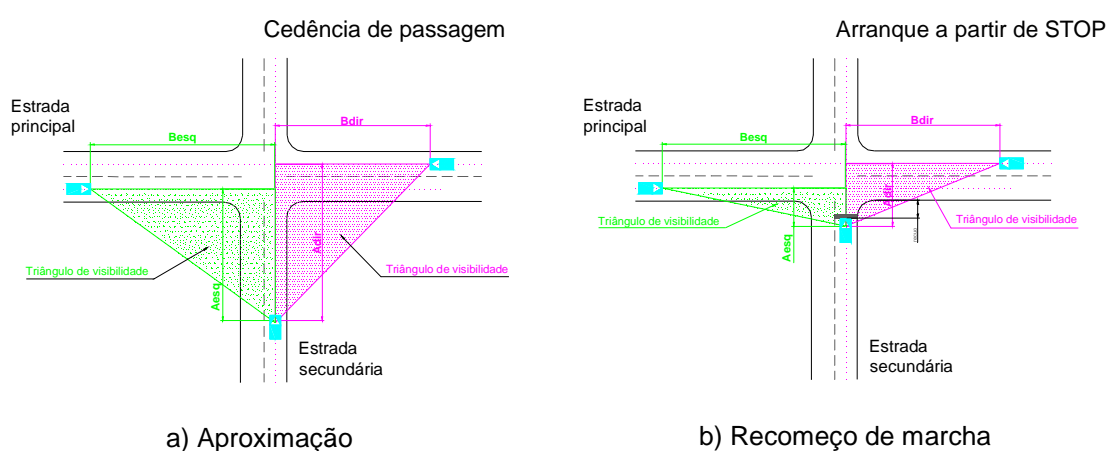 Cedência de passagem
Estrada
principal
Besq
Bdir
Triângulo de visibilidade
Aesq
Adir
Triângulo de visibilidade
Estrada
secundária
a) Aproximação
Arranque a partir de STOP
Estrada
principal
Besq
Bdir
Triângulo de visibilidade
Aesq
Adir
Triângulo de visibilidade
Estrada
secundária
b) Recomeço de marcha